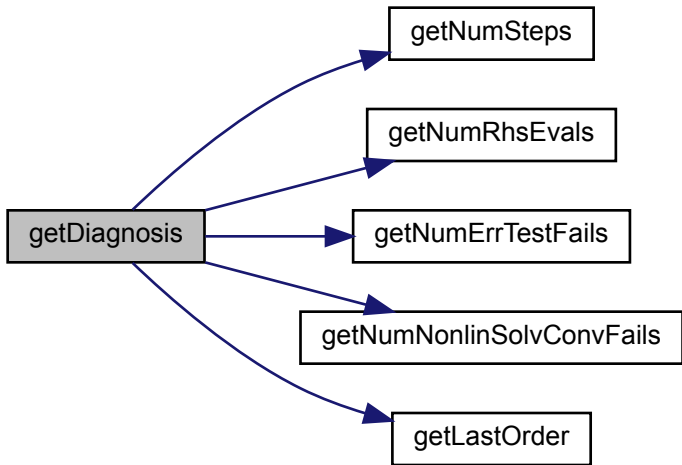 getNumSteps
getNumRhsEvals
getDiagnosis
getNumErrTestFails
getNumNonlinSolvConvFails
getLastOrder